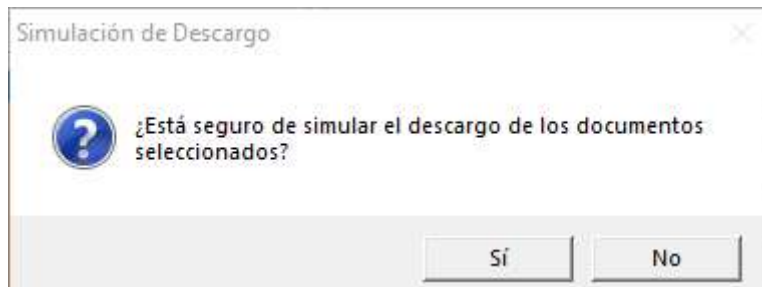 Simulación de Descargo
¿Está seguro de simular el descargo de los documentos
seleccionados?
Sí
No